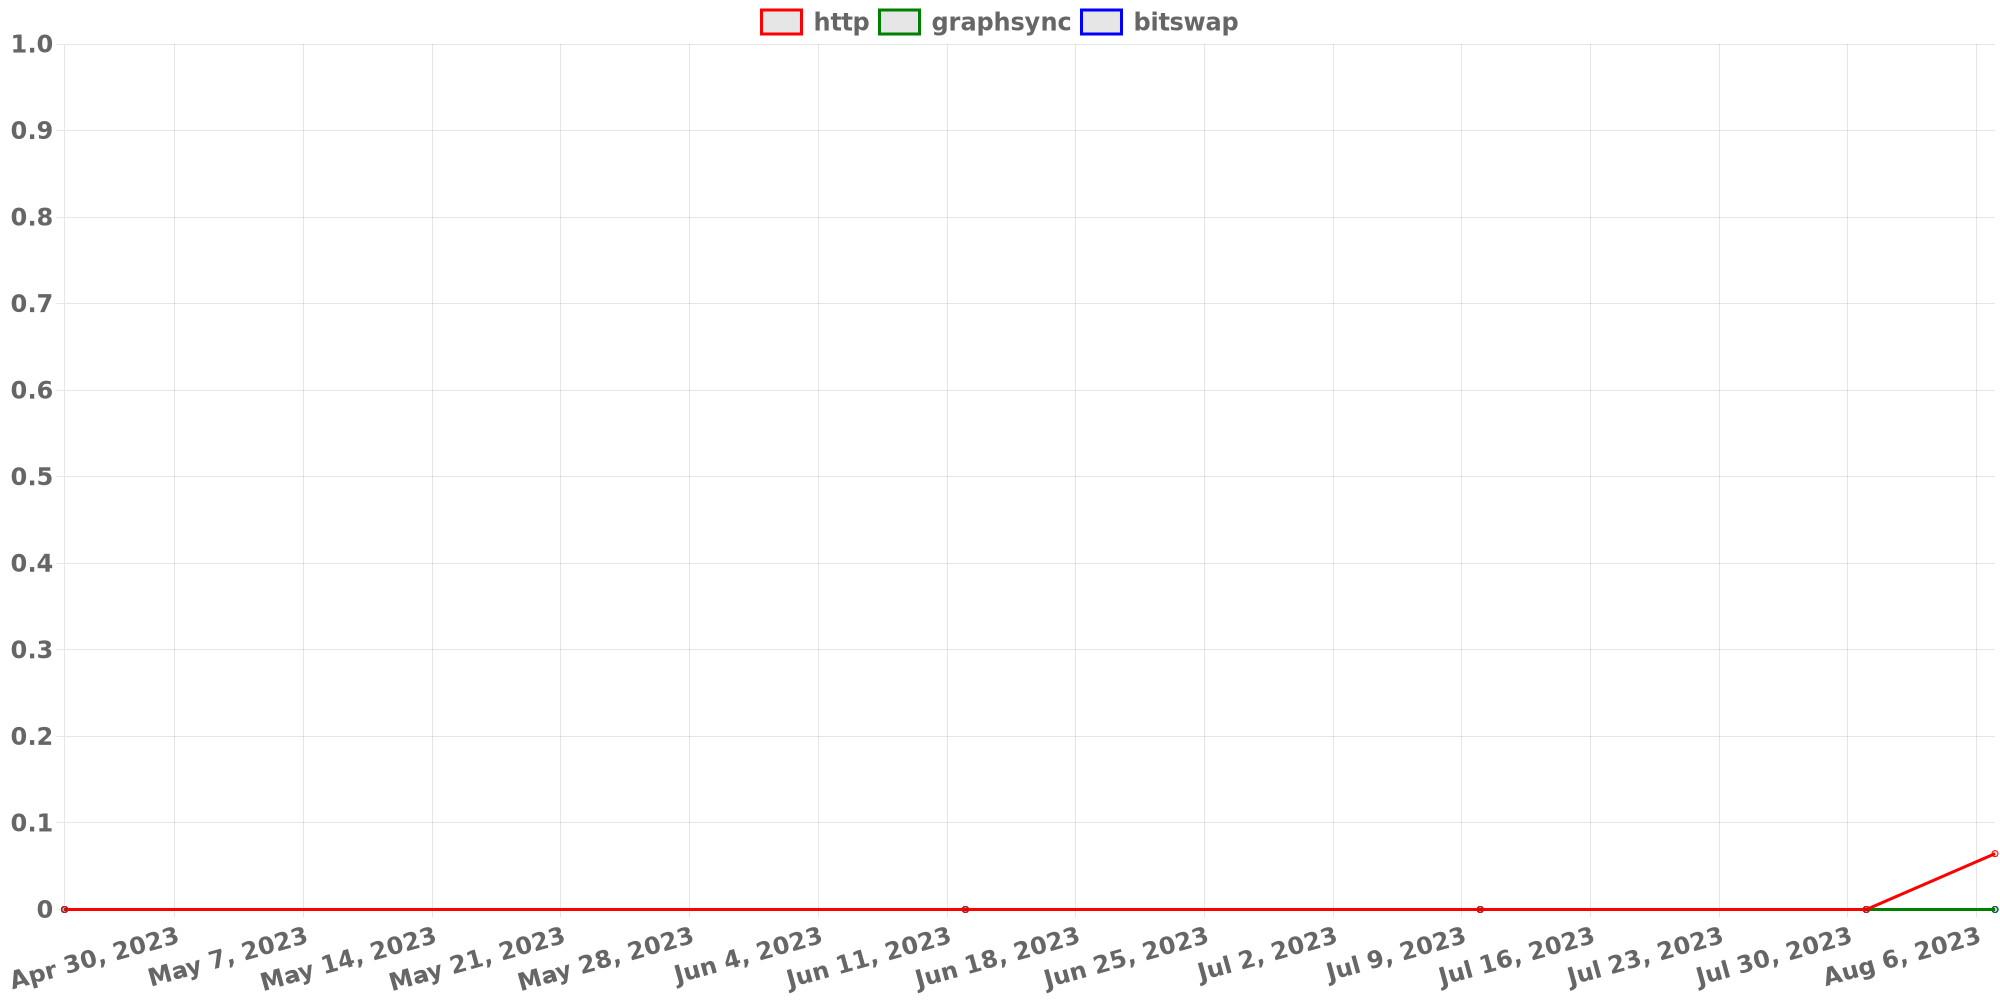 http graphsync bitswap
1.0
0.9
0.8
0.7
0.6
0.5
0.4
0.3
0.2
0.1
0
Apr 30, 2023
May 7, 2023
May 14, 2023
May 21, 2023
May 28, 2023
Jun 4, 2023
Jun 11, 2023
Jun 18, 2023
Jun 25, 2023
Jul 2, 2023
Jul 9, 2023
Jul 16, 2023
Jul 23, 2023
Jul 30, 2023
Aug 6, 2023